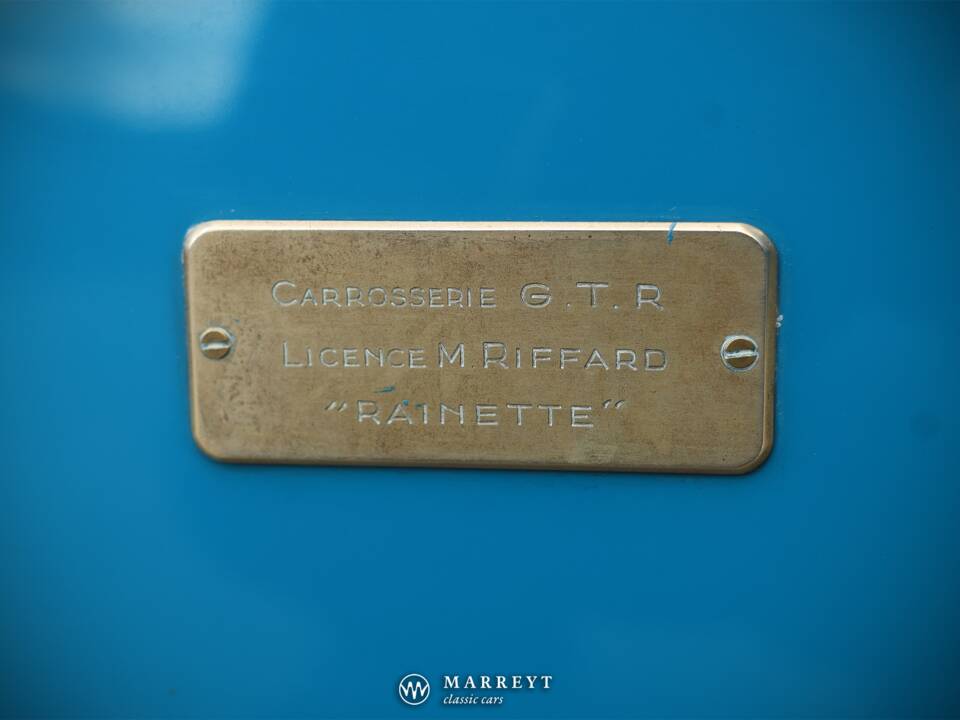 CARROSSERIE G.T.R
LICENCE M. RIFFARD
"RAINETTE"
MARREYT
classic cars